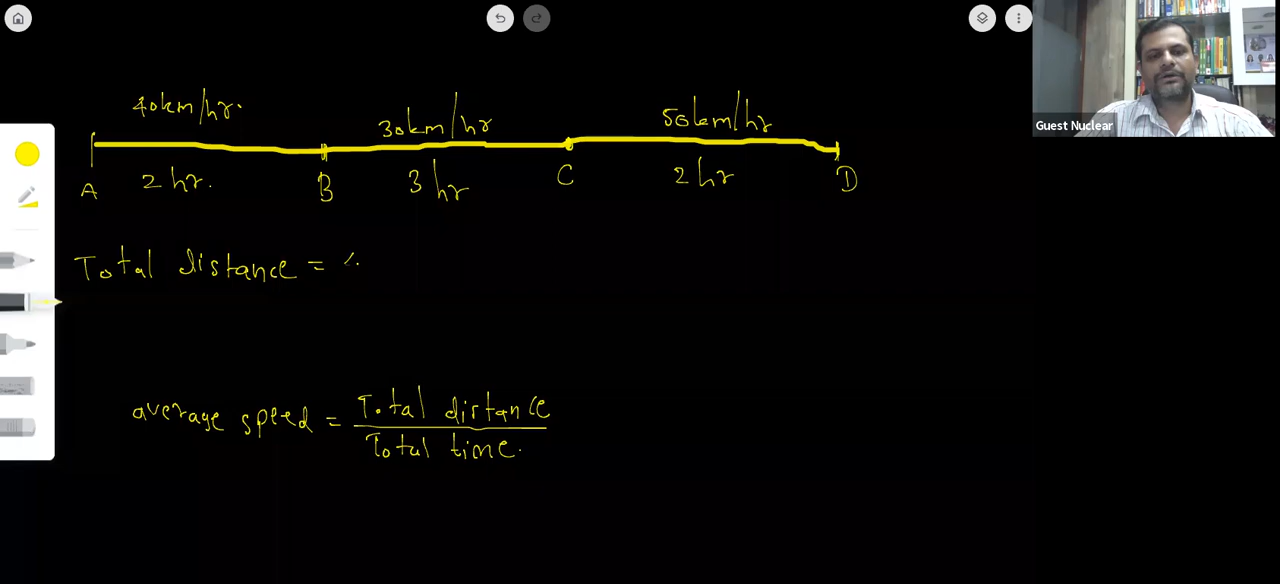 40km/hr.
30km/hr
50km/hr
A
2 hr.
B
3 hr
C
2 hr
D
Total distance =
average speed = Total distance
Total time.
Guest Nuclear